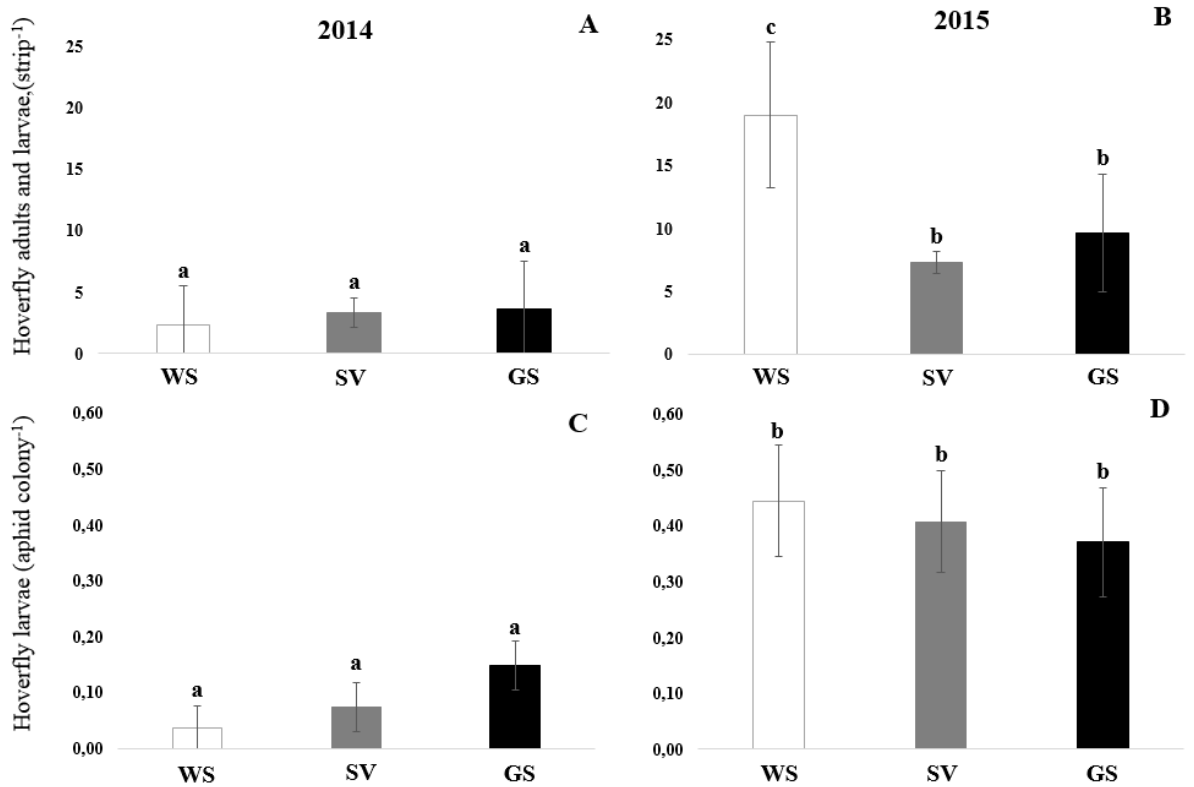 2014
A
Hoverfly adults and larvae,(strip⁻¹)
25
20
15
10
5
0
a
a
a
WS
SV
GS
2015
B
25
20
15
10
5
0
c
b
b
WS
SV
GS
C
Hoverfly larvae (aphid colony⁻¹)
0,60
0,50
0,40
0,30
0,20
0,10
0,00
a
a
a
WS
SV
GS
D
0,60
0,50
0,40
0,30
0,20
0,10
0,00
b
b
b
WS
SV
GS